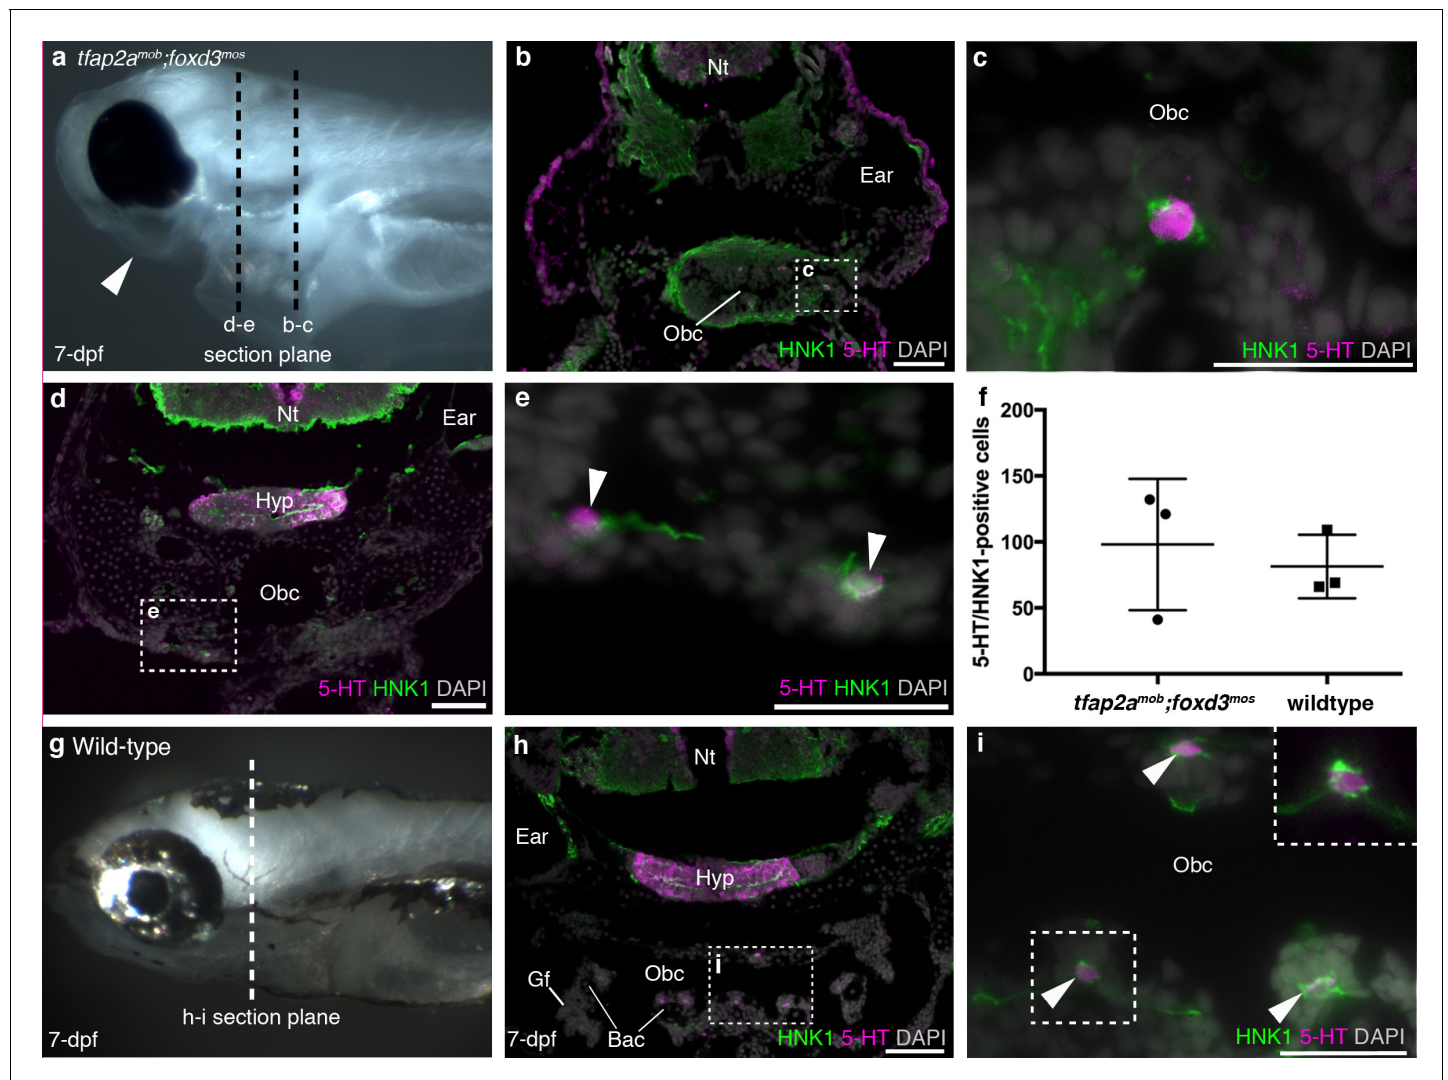 a tfap2amob;foxd3mos
d-e b-c
7-dpf section plane
b
Nt
Ear
c
Obc
HNK1 5-HT DAPI
c
Obc
HNK1 5-HT DAPI
d
Nt
Ear
Hyp
Obc
e
5-HT HNK1 DAPI
e
5-HT HNK1 DAPI
f
5-HT/HNK1-positive cells
200
150
100
50
0
tfap2amob;foxd3mos wildtype
g Wild-type
h-i section plane
7-dpf
h
Nt
Ear
Hyp
Gf
Obc
i
Bac
7-dpf
HNK1 5-HT DAPI
i
Obc
HNK1 5-HT DAPI